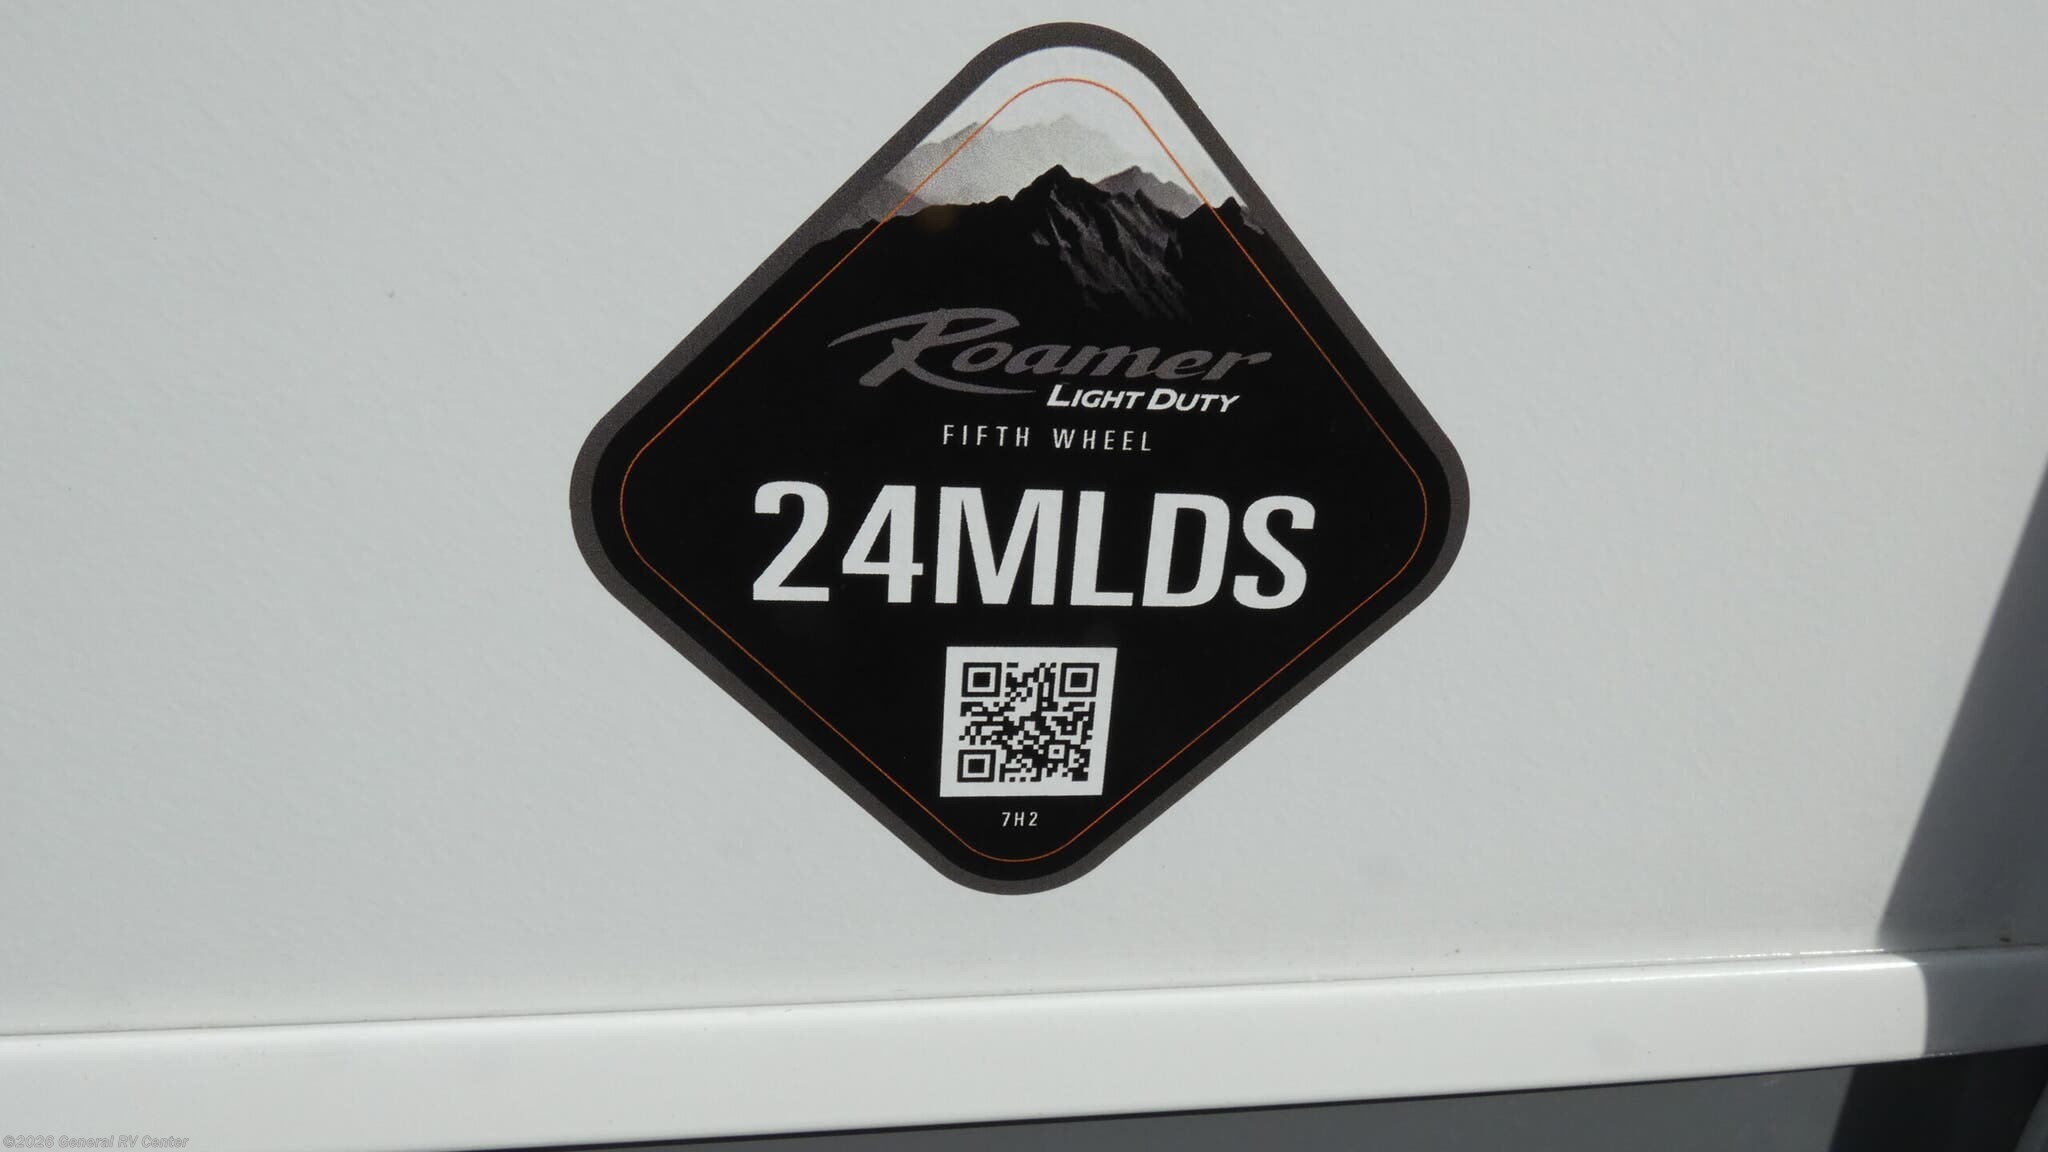 Roamer
LIGHT DUTY
FIFTH WHEEL
24MLDS
7H2
©2026 General RV Center